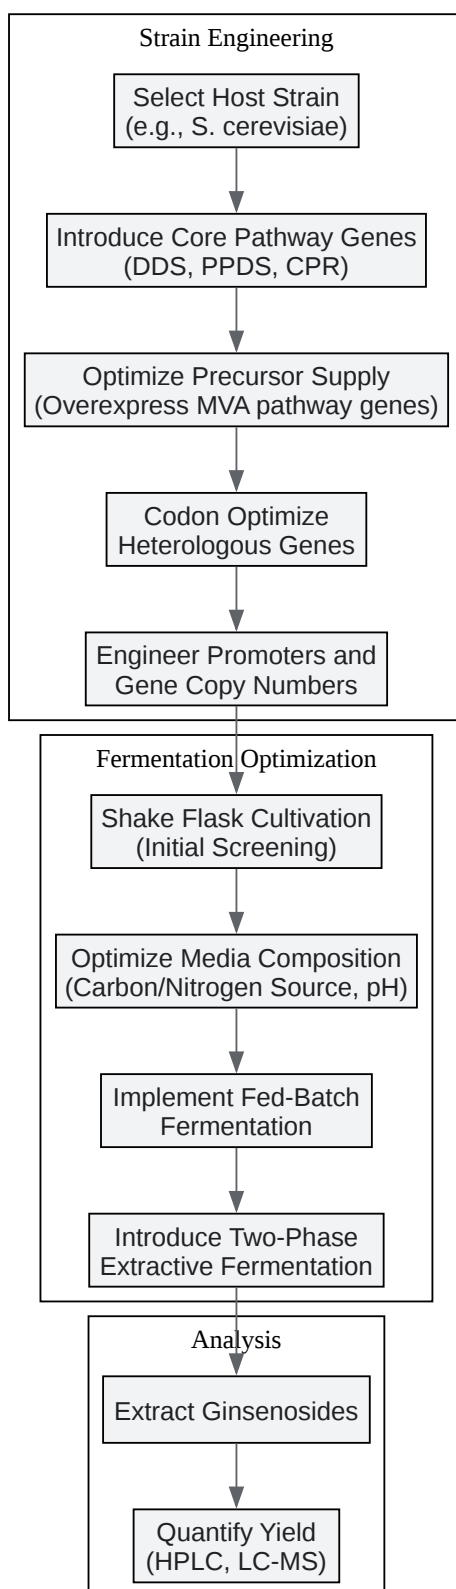 Strain Engineering
Select Host Strain
(e.g., S. cerevisiae)
Introduce Core Pathway Genes
(DDS, PPDS, CPR)
Optimize Precursor Supply
(Overexpress MVA pathway genes)
Codon Optimize
Heterologous Genes
Engineer Promoters and
Gene Copy Numbers
Fermentation Optimization
Shake Flask Cultivation
(Initial Screening)
Optimize Media Composition
(Carbon/Nitrogen Source, pH)
Implement Fed-Batch
Fermentation
Introduce Two-Phase
Extractive Fermentation
Analysis
Extract Ginsenosides
Quantify Yield
(HPLC, LC-MS)